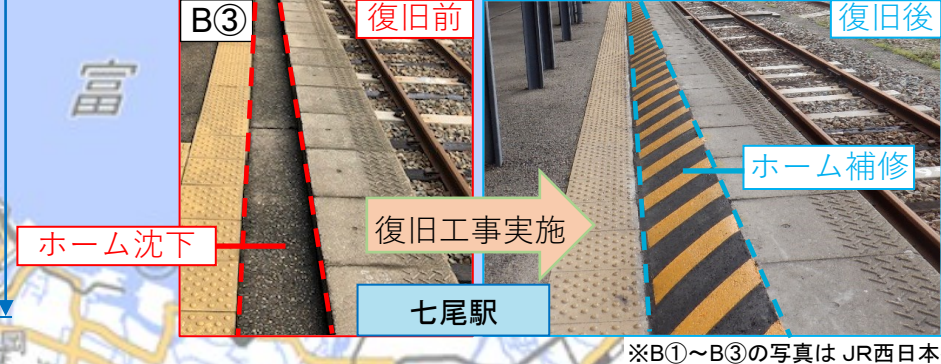 B③
復旧前
復旧後
富
ホーム補修
ホーム沈下
復旧工事実施
七尾駅
※B①～B③の写真は JR西日本